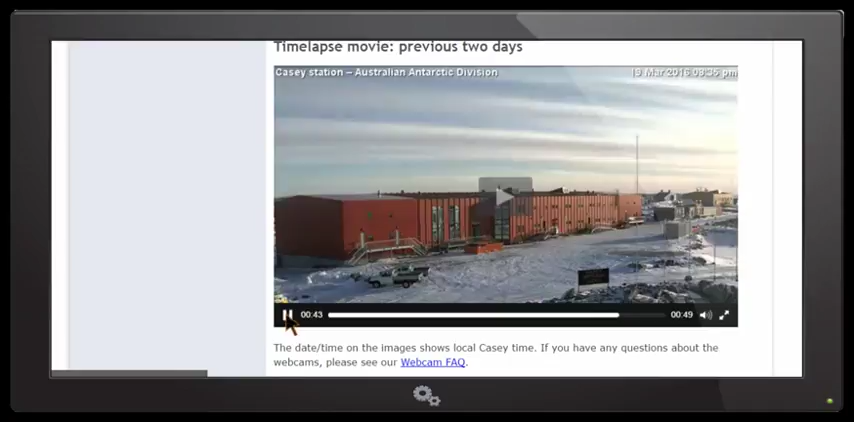 Timelapse movie: previous two days
Casey station – Australian Antarctic Division
19 Mar 2016 pm
00:43
00:49
The date/time on the images shows local Casey time. If you have any questions about the
webcams, please see our Webcam FAQ.